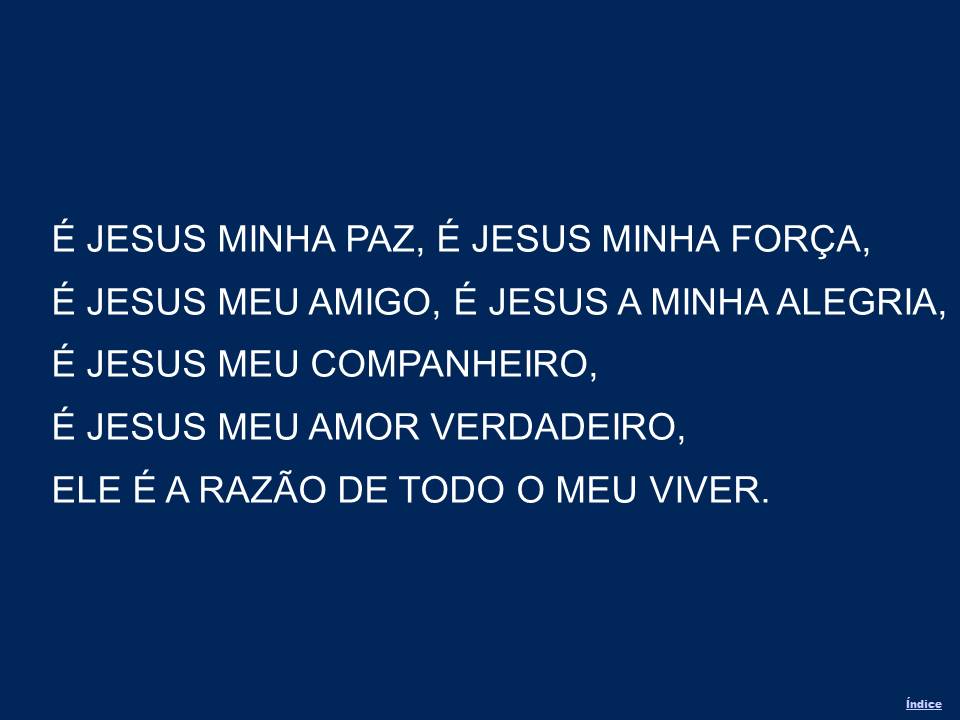 É JESUS MINHA PAZ, É JESUS MINHA FORÇA,
É JESUS MEU AMIGO, É JESUS A MINHA ALEGRIA,
É JESUS MEU COMPANHEIRO,
É JESUS MEU AMOR VERDADEIRO,
ELE É A RAZÃO DE TODO O MEU VIVER.
Índice